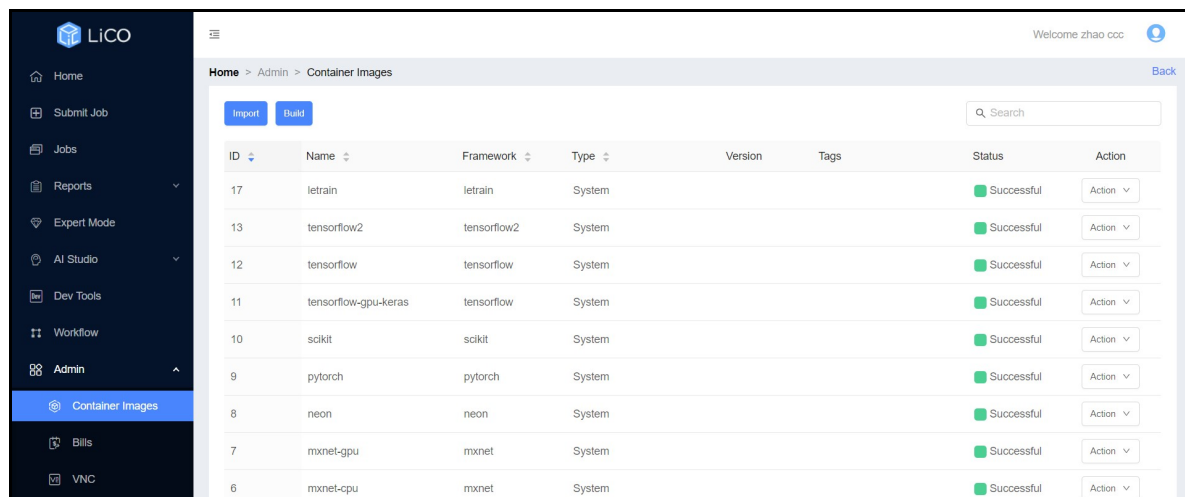 LiCO
Welcome zhao ccc
Home
Submit Job
Jobs
Reports
Expert Mode
AI Studio
Dev Tools
Workflow
Admin
Container Images
Bills
VNC
Home > Admin > Container Images
Back
Import Build
Search
ID Name Framework Type Version Tags Status Action
17 letrain letrain System Successful Action
13 tensorflow2 tensorflow2 System Successful Action
12 tensorflow tensorflow System Successful Action
11 tensorflow-gpu-keras tensorflow System Successful Action
10 scikit scikit System Successful Action
9 pytorch pytorch System Successful Action
8 neon neon System Successful Action
7 mxnet-gpu mxnet System Successful Action
6 mxnet-cpu mxnet System Successful Action